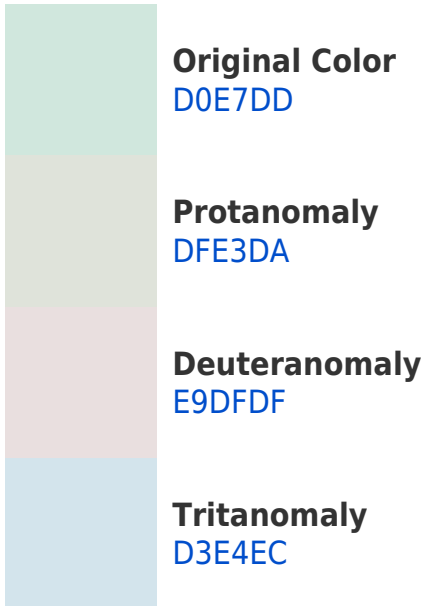 Original Color
D0E7DD
Protanomaly
DFE3DA
Deuteranomaly
E9DFDF
Tritanomaly
D3E4EC